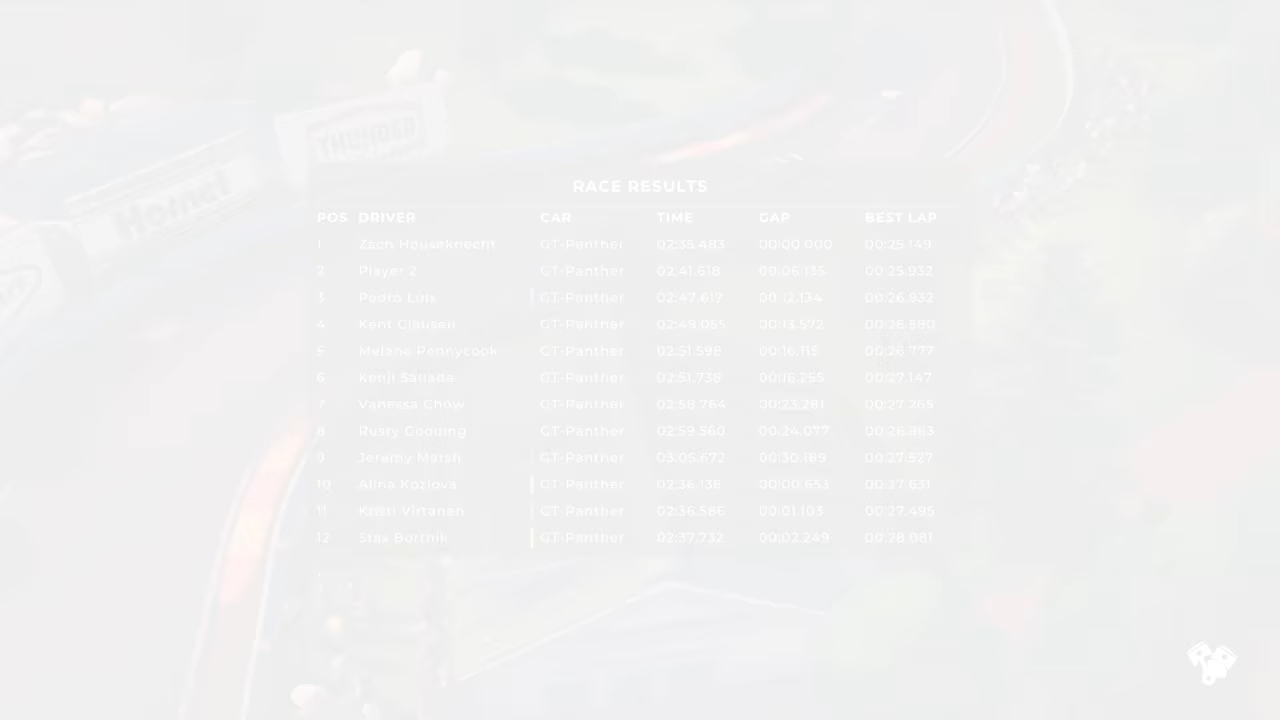 THUNDER
Hornet
RACE RESULTS
POS DRIVER CAR TIME GAP BEST LAP
1 Zach Houseknecht GT-Panther 02:35.483 00:00.000 00:25.149
2 Player 2 GT-Panther 02:41.618 00:06.135 00:25.932
3 Pedro Luis GT-Panther 02:47.617 00:12.134 00:26.932
4 Kent Clausen GT-Panther 02:49.055 00:13.572 00:26.580
5 Melane Pennycook GT-Panther 02:51.598 00:16.115 00:26.777
6 Kenji Sanada GT-Panther 02:51.738 00:16.255 00:27.147
7 Vanessa Chow GT-Panther 02:58.764 00:23.281 00:27.265
8 Rusty Gooding GT-Panther 02:59.560 00:24.077 00:26.863
9 Jeremy Marsh GT-Panther 03:05.672 00:30.189 00:27.527
10 Alina Kozlova GT-Panther 02:36.136 00:00.653 00:27.631
11 Kristi Virtanen GT-Panther 02:36.586 00:01.103 00:27.495
12 Stas Bortnik GT-Panther 02:37.732 00:02.249 00:28.081